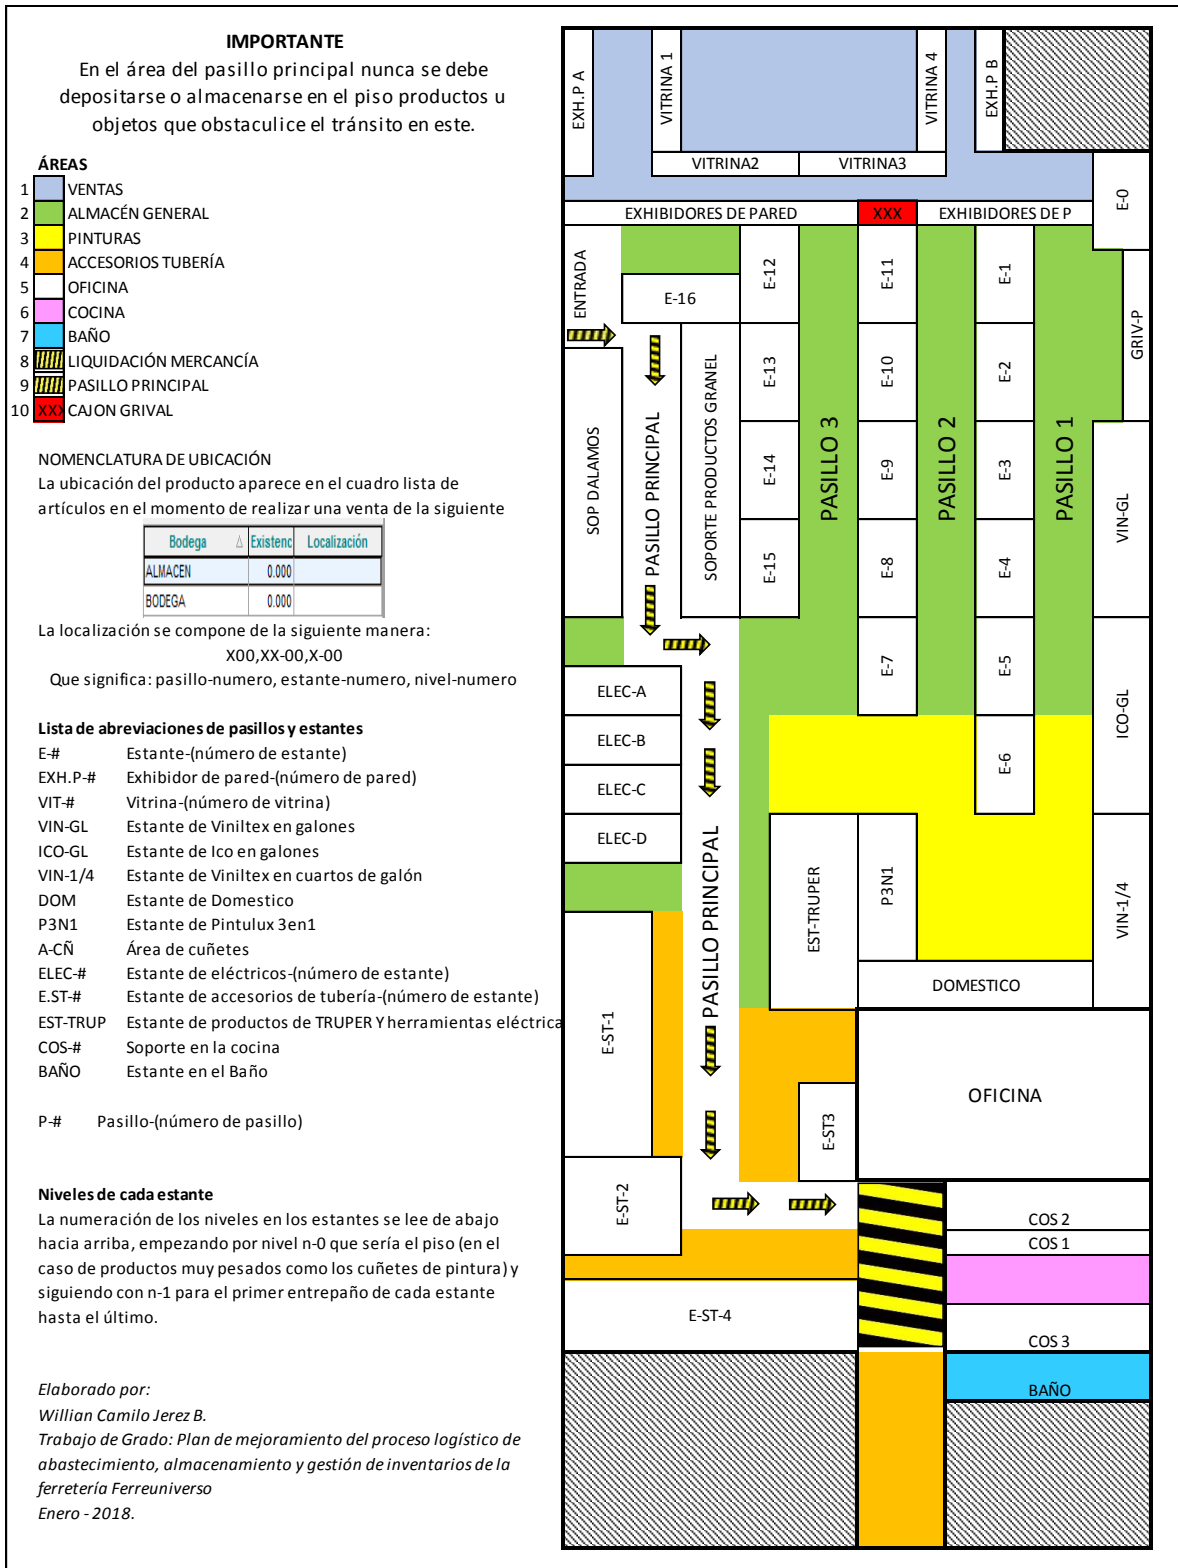 IMPORTANTE
En el área del pasillo principal nunca se debe
depositarse o almacenarse en el piso productos u
objetos que obstaculice el tránsito en este.
ÁREAS
1 VENTAS
2 ALMACÉN GENERAL
3 PINTURAS
4 ACCESORIOS TUBERÍA
5 OFICINA
6 COCINA
7 BAÑO
8 LIQUIDACIÓN MERCANCÍA
9 PASILLO PRINCIPAL
10 XXX CAJON GRIVAL
NOMENCLATURA DE UBICACIÓN
La ubicación del producto aparece en el cuadro lista de
artículos en el momento de realizar una venta de la siguiente
Bodega Existenc Localización
ALMACEN 0.000
BODEGA 0.000
La localización se compone de la siguiente manera:
X00,XX-00,X-00
Que significa: pasillo-numero, estante-numero, nivel-numero
Lista de abreviaciones de pasillos y estantes
E-# Estante-(número de estante)
EXH.P-# Exhibidor de pared-(número de pared)
VIT-# Vitrina-(número de vitrina)
VIN-GL Estante de Viniltex en galones
ICO-GL Estante de Ico en galones
VIN-1/4 Estante de Viniltex en cuartos de galón
DOM Estante de Domestico
P3N1 Estante de Pintulux 3en1
A-CÑ Área de cuñetes
ELEC-# Estante de eléctricos-(número de estante)
E.ST-# Estante de accesorios de tubería-(número de estante)
EST-TRUP Estante de productos de TRUPER Y herramientas eléctrica
COS-# Soporte en la cocina
BAÑO Estante en el Baño
P-# Pasillo-(número de pasillo)
Niveles de cada estante
La numeración de los niveles en los estantes se lee de abajo
hacia arriba, empezando por nivel n-0 que sería el piso (en el
caso de productos muy pesados como los cuñetes de pintura) y
siguiendo con n-1 para el primer entrepaño de cada estante
hasta el último.
Elaborado por:
Willian Camilo Jerez B.
Trabajo de Grado: Plan de mejoramiento del proceso logístico de
abastecimiento, almacenamiento y gestión de inventarios de la
ferretería Ferreuniverso
Enero - 2018.
EXH.P A
VITRINA 1
VITRINA 4
EXH.P B
VITRINA2
VITRINA3
E-0
EXHIBIDORES DE PARED
XXX
EXHIBIDORES DE P
ENTRADA
E-16
E-12
E-11
E-1
GRIV-P
SOP DALAMOS
PASILLO PRINCIPAL
SOPORTE PRODUCTOS GRANEL
E-13
E-10
E-2
PASILLO 3
PASILLO 2
PASILLO 1
E-14
E-9
E-3
VIN-GL
E-15
E-8
E-4
E-7
E-5
ICO-GL
ELEC-A
ELEC-B
ELEC-C
ELEC-D
E-6
PASILLO PRINCIPAL
EST-TRUPER
P3N1
VIN-1/4
DOMESTICO
E-ST-1
OFICINA
E-ST3
E-ST-2
COS 2
COS 1
E-ST-4
COS 3
BAÑO